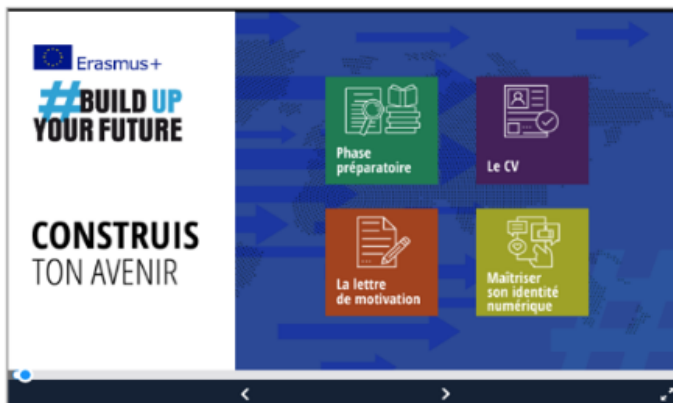 Erasmus+
#BUILD UP
YOUR FUTURE
CONSTRUIS
TON AVENIR
Phase
préparatoire
Le CV
La lettre
de motivation
Maîtriser
son identité
numérique